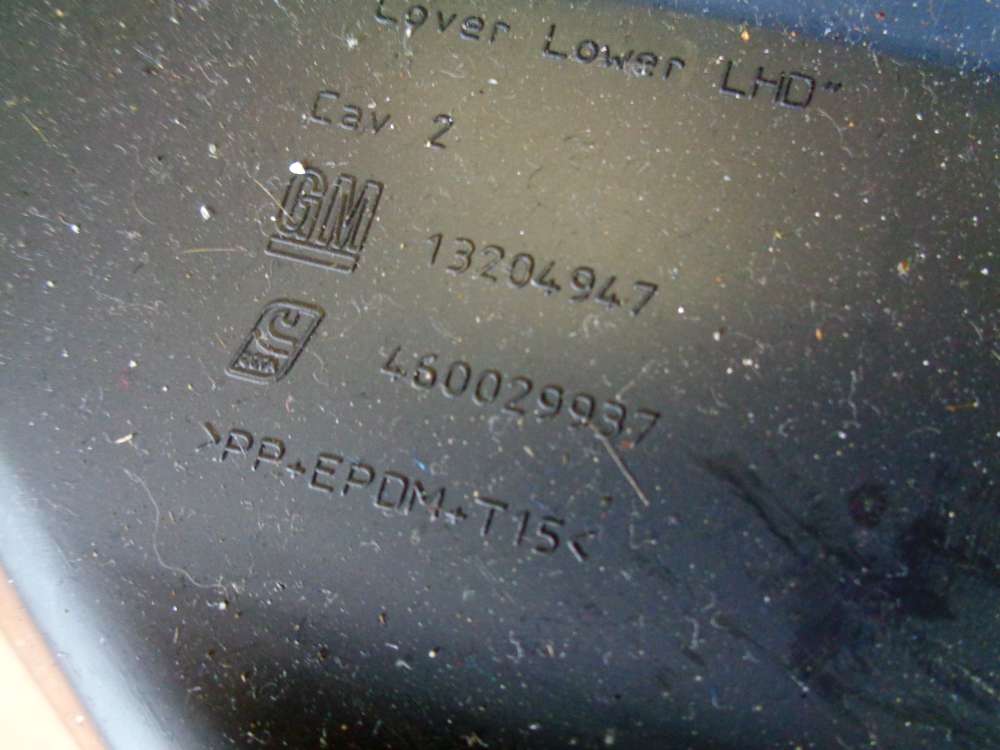 Cover Lower LHD"
Cav 2
GM 13204947
460029937
>PP+EPDM+T15<